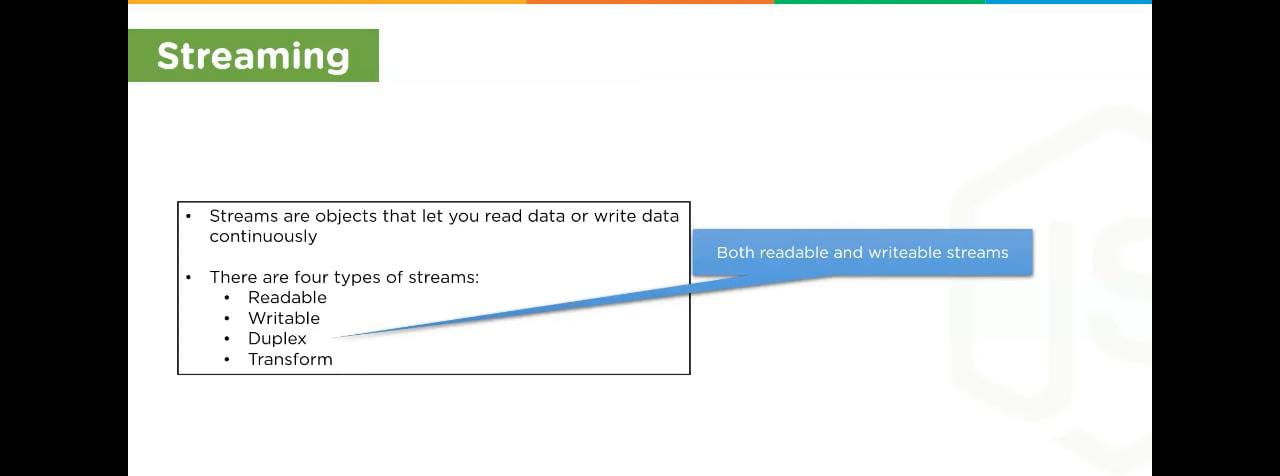 Streaming
• Streams are objects that let you read data or write data
continuously
Both readable and writeable streams
• There are four types of streams:
• Readable
• Writable
• Duplex
• Transform
JS